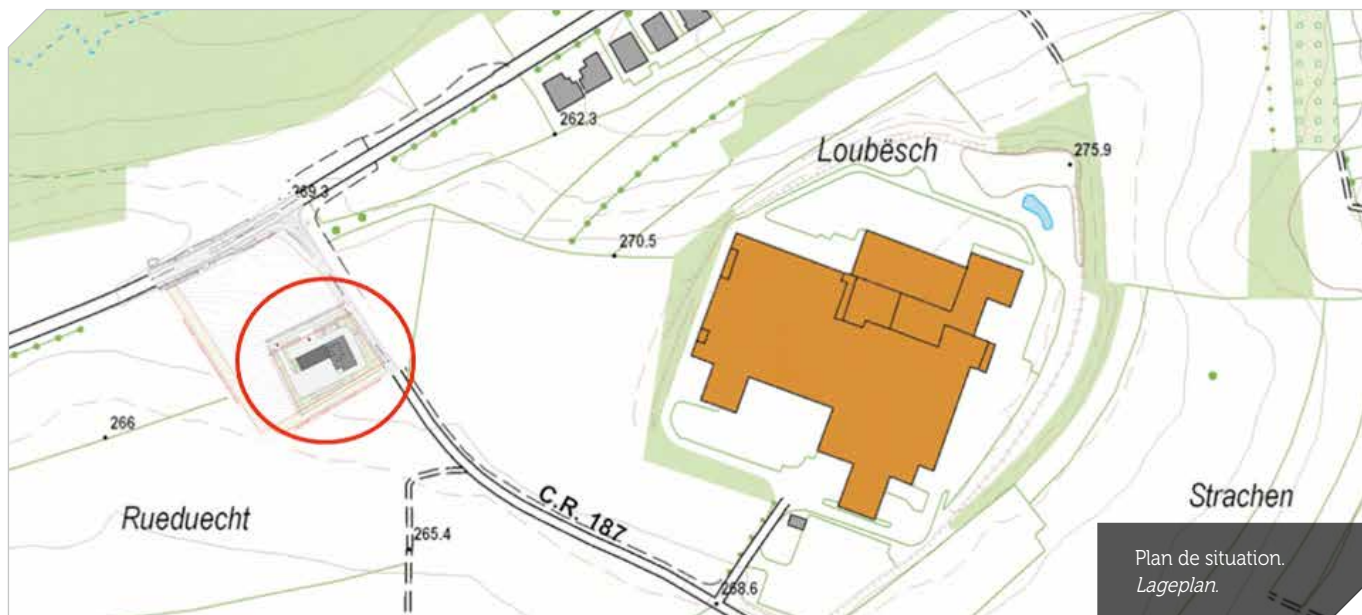 262.3
Loubësch
275.9
269.3
270.5
266
C.R. 187
Rueduecht
265.4
Strachen
268.6
Plan de situation.
Lageplan.